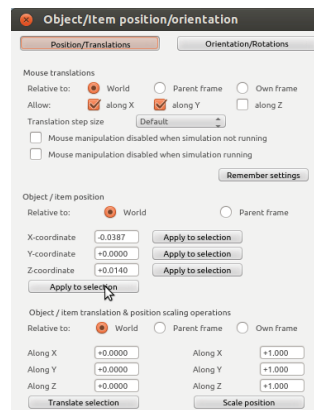 Object/Item position/orientation
Position/Translations Orientation/Rotations
Mouse translations
Relative to: World Parent frame Own frame
Allow: along X along Y along Z
Translation step size Default
Mouse manipulation disabled when simulation not running
Mouse manipulation disabled when simulation running
Remember settings
Object / item position
Relative to: World Parent frame
X-coordinate -0.0387 Apply to selection
Y-coordinate +0.0000 Apply to selection
Z-coordinate +0.0140 Apply to selection
Apply to selection
Object / item translation & position scaling operations
Relative to: World Parent frame Own frame
Along X +0.0000 Along X +1.000
Along Y +0.0000 Along Y +1.000
Along Z +0.0000 Along Z +1.000
Translate selection Scale position